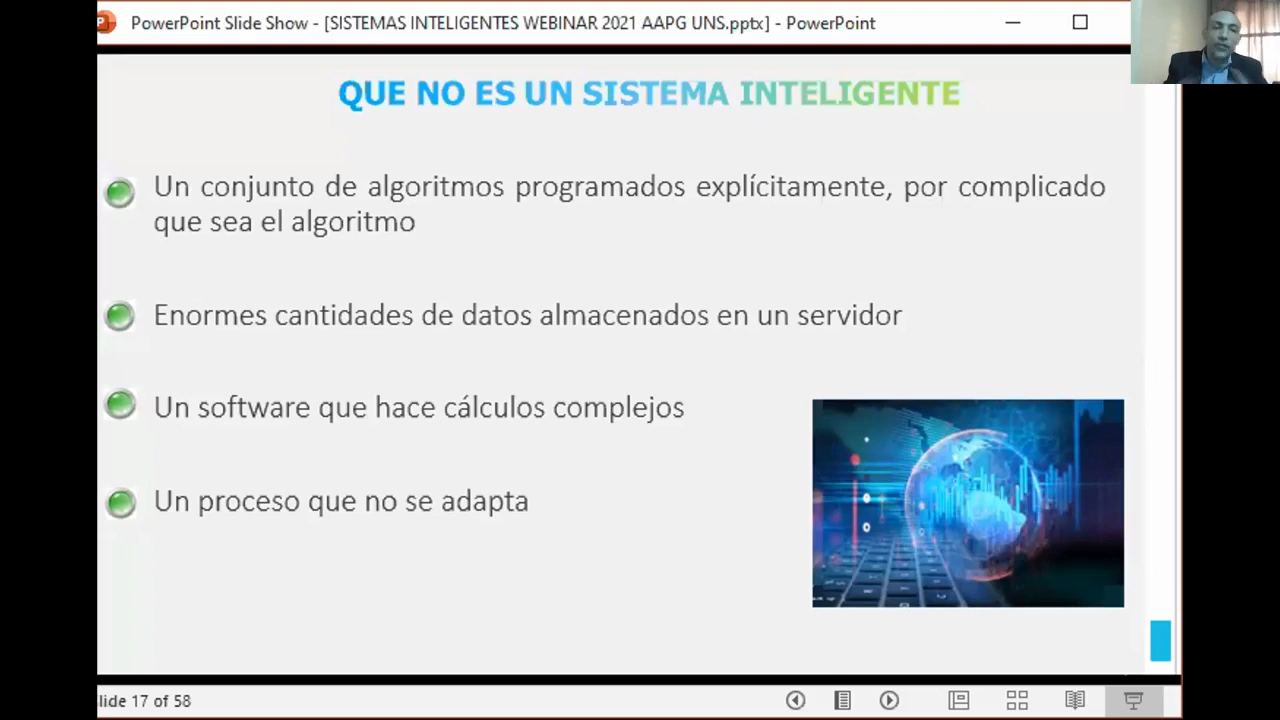 PowerPoint Slide Show - [SISTEMAS INTELIGENTES WEBINAR 2021 AAPG UNS.pptx] - PowerPoint
QUE NO ES UN SISTEMA INTELIGENTE
Un conjunto de algoritmos programados explícitamente, por complicado
que sea el algoritmo
Enormes cantidades de datos almacenados en un servidor
Un software que hace cálculos complejos
Un proceso que no se adapta
lide 17 of 58